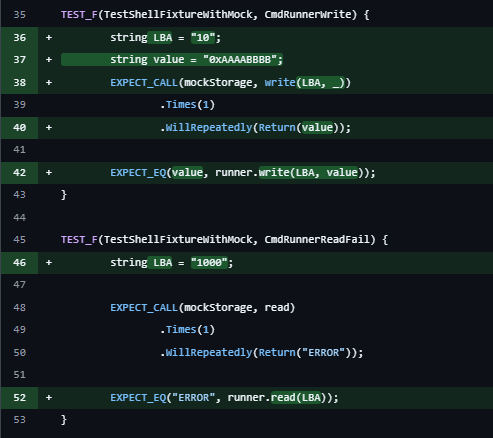 35 TEST_F(TestShellFixtureWithMock, CmdRunnerWrite) {
36 + string LBA = "10";
37 + string value = "0xAAAABBBB";
38 + EXPECT_CALL(mockStorage, write(LBA, _))
39 .Times(1)
40 + .WillRepeatedly(Return(value));
41
42 + EXPECT_EQ(value, runner.write(LBA, value));
43 }
44
45 TEST_F(TestShellFixtureWithMock, CmdRunnerReadFail) {
46 + string LBA = "1000";
47
48 EXPECT_CALL(mockStorage, read)
49 .Times(1)
50 .WillRepeatedly(Return("ERROR"));
51
52 + EXPECT_EQ("ERROR", runner.read(LBA));
53 }